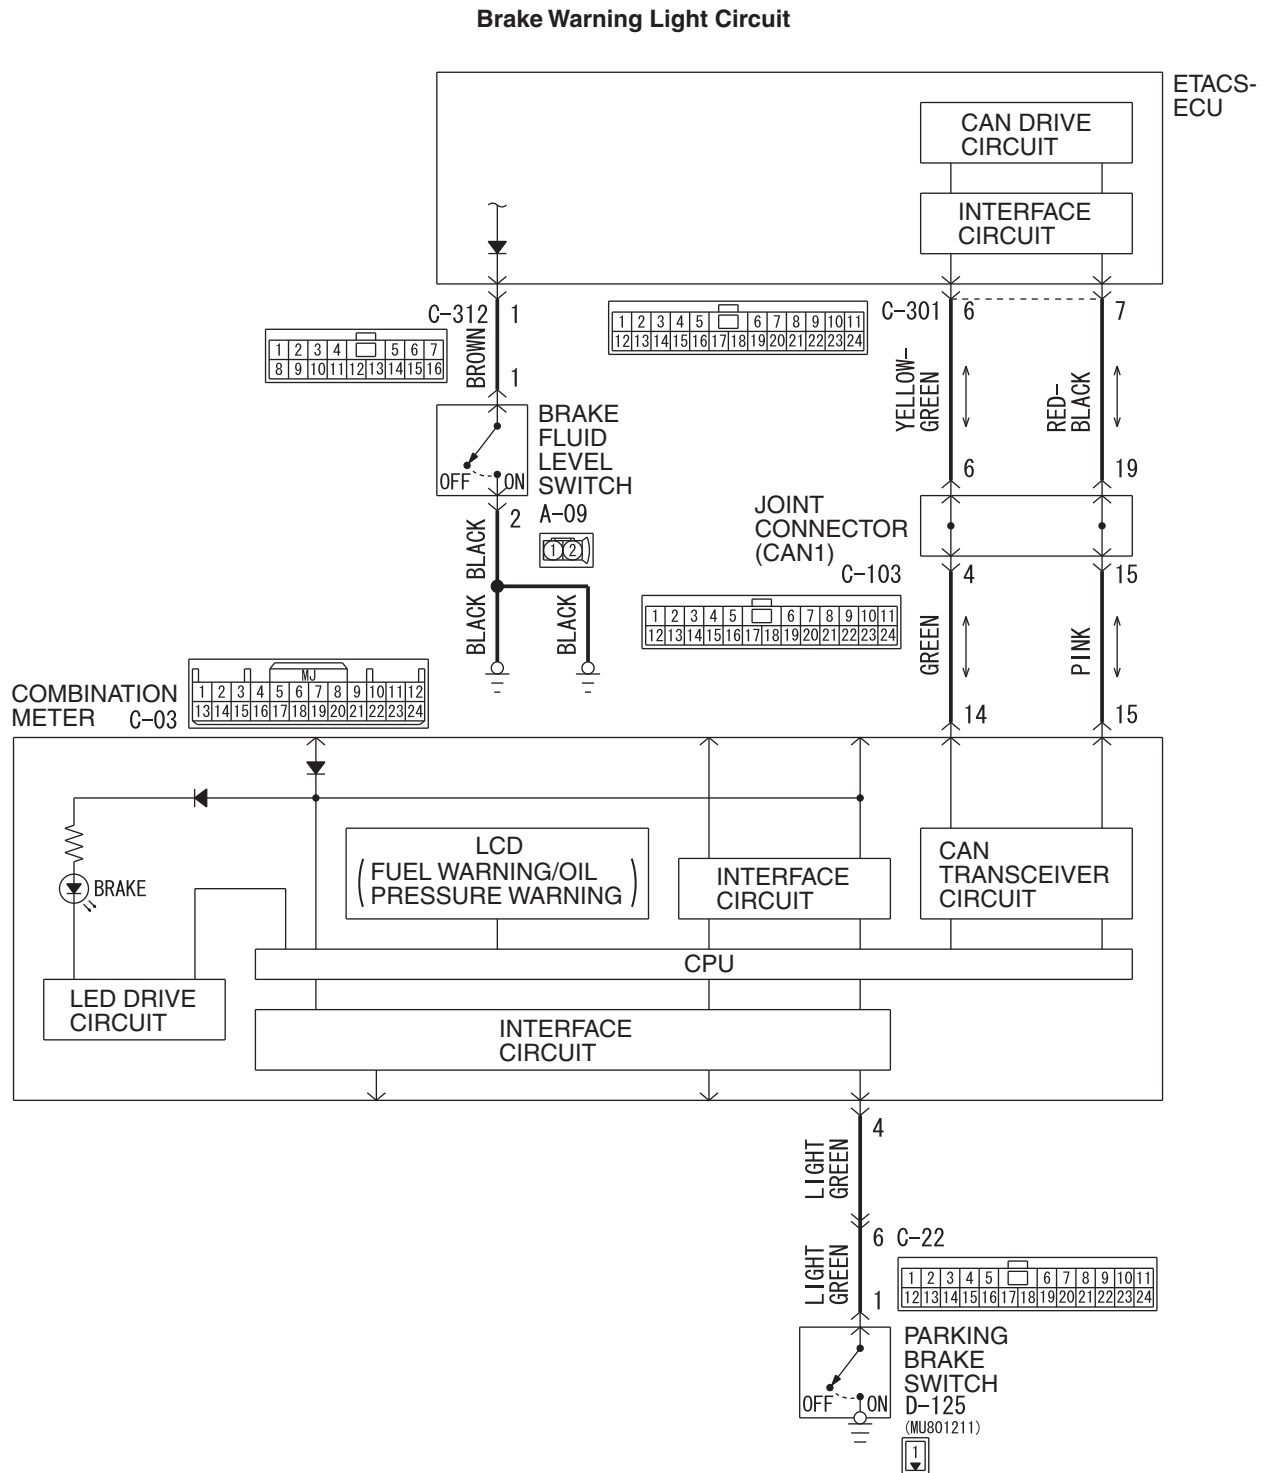 Brake Warning Light Circuit
ETACS-
ECU
CAN DRIVE
CIRCUIT
INTERFACE
CIRCUIT
C-312 1
1 2 3 4 5 6 7
8 9 10 11 12 13 14 15 16
BROWN
1
1 2 3 4 5 6 7 8 9 10 11
12 13 14 15 16 17 18 19 20 21 22 23 24
C-301 6
7
YELLOW-
GREEN
RED-
BLACK
BRAKE
FLUID
LEVEL
SWITCH
OFF ON
2 A-09
1 2
BLACK
BLACK
BLACK
6
19
JOINT
CONNECTOR
(CAN1)
C-103
4
15
1 2 3 4 5 6 7 8 9 10 11
12 13 14 15 16 17 18 19 20 21 22 23 24
GREEN
PINK
14
15
COMBINATION
METER C-03
MJ
1 2 3 4 5 6 7 8 9 10 11 12
13 14 15 16 17 18 19 20 21 22 23 24
BRAKE
LCD
(FUEL WARNING/OIL
PRESSURE WARNING)
INTERFACE
CIRCUIT
CAN
TRANSCEIVER
CIRCUIT
CPU
LED DRIVE
CIRCUIT
INTERFACE
CIRCUIT
4
LIGHT
GREEN
6 C-22
LIGHT
GREEN
1
1 2 3 4 5 6 7 8 9 10 11
12 13 14 15 16 17 18 19 20 21 22 23 24
PARKING
BRAKE
SWITCH
OFF ON
D-125
(MU801211)
1